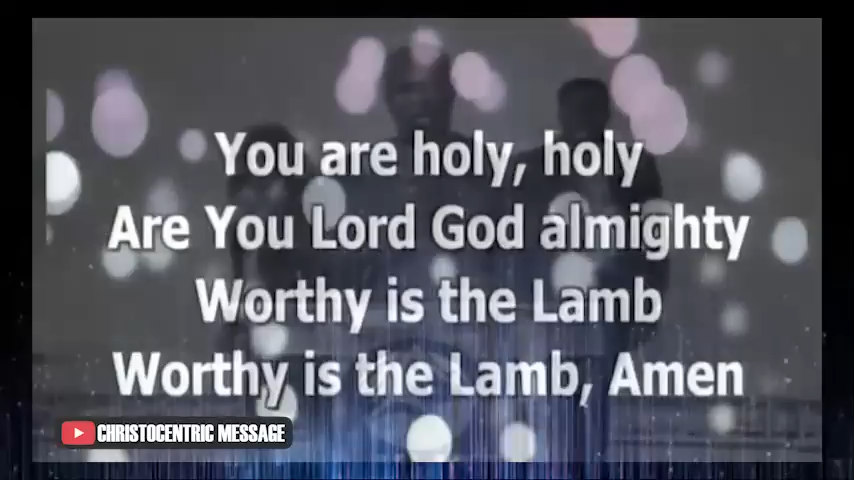 You are holy, holy
Are You Lord God almighty
Worthy is the Lamb
Worthy is the Lamb, Amen
CHRISTOCENTRIC MESSAGE